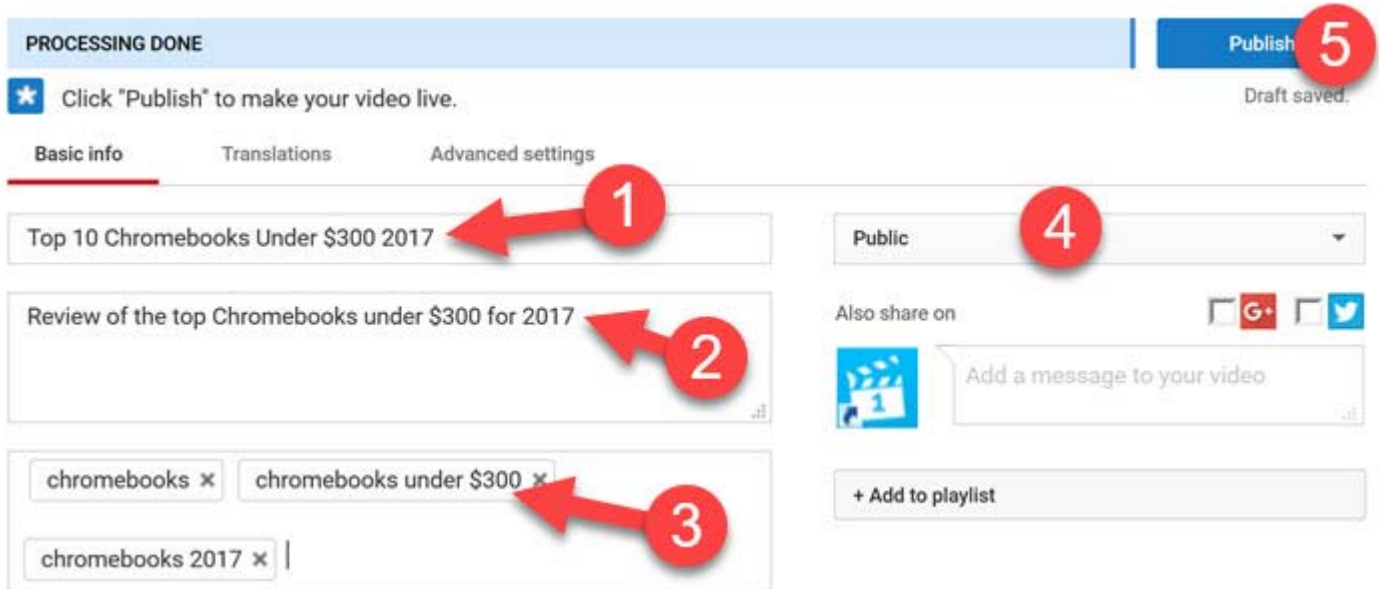 PROCESSING DONE
Publish
5
Click "Publish" to make your video live.
Draft saved.
Basic info Translations Advanced settings
1
Top 10 Chromebooks Under $300 2017
Public
4
Review of the top Chromebooks under $300 for 2017
2
Also share on
G+
Add a message to your video
1
chromebooks × chromebooks under $300 ×
3
+ Add to playlist
chromebooks 2017 ×